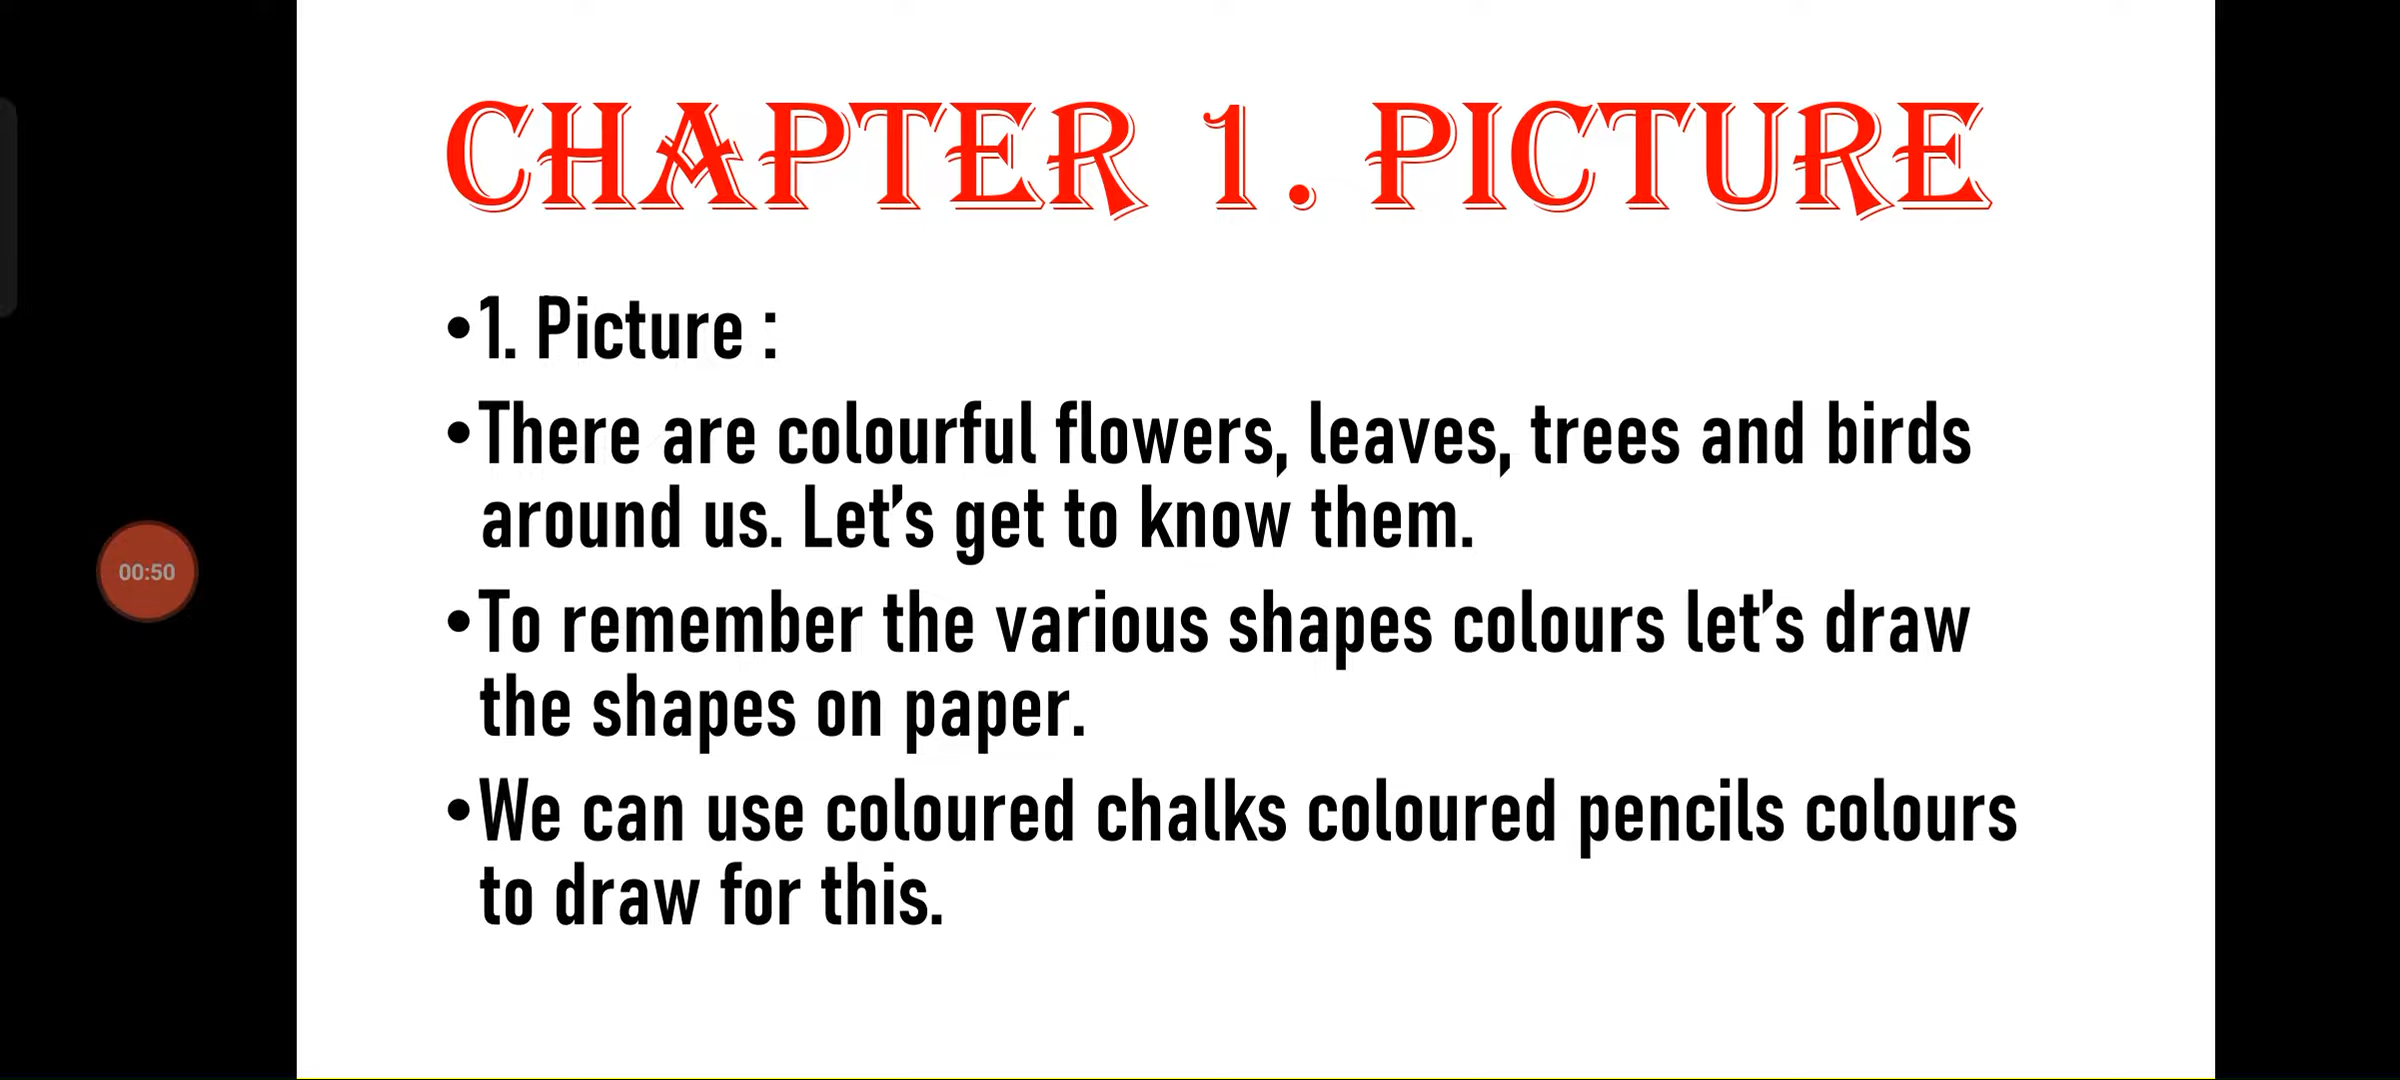 CHAPTER 1. PICTURE
•1. Picture :
•There are colourful flowers, leaves, trees and birds
around us. Let’s get to know them.
•To remember the various shapes colours let’s draw
the shapes on paper.
•We can use coloured chalks coloured pencils colours
to draw for this.
00:50